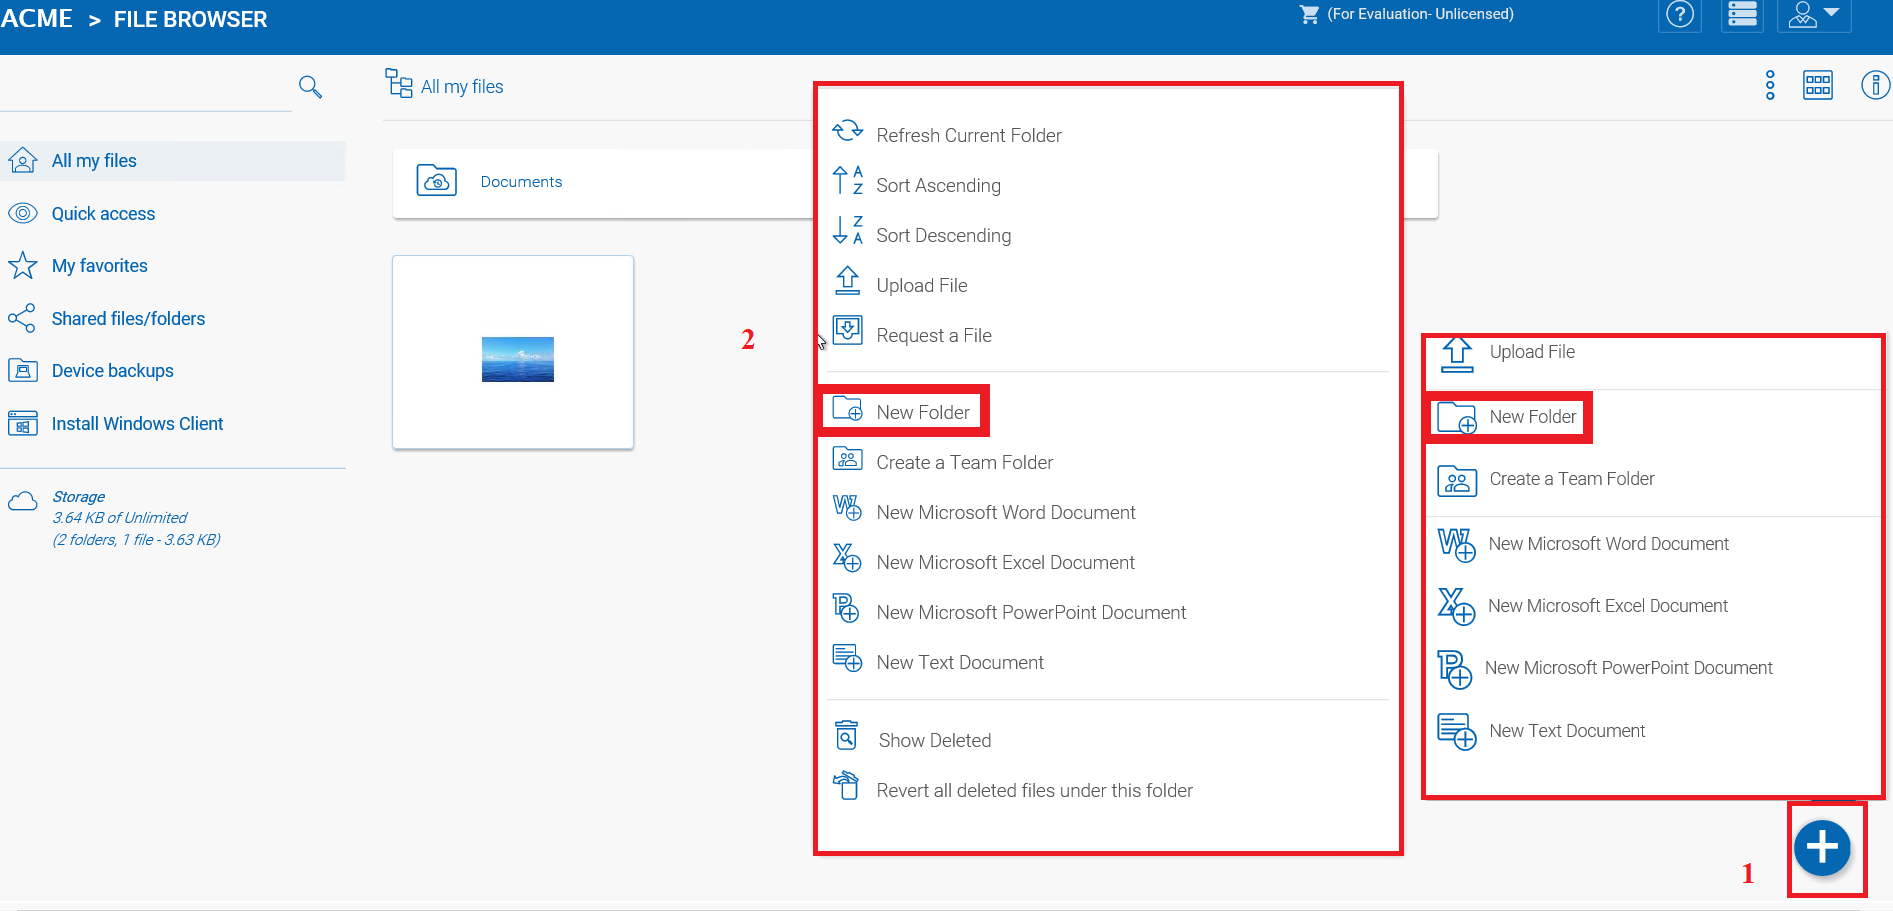 ACME > FILE BROWSER
(For Evaluation- Unlicensed)
All my files
Quick access
My favorites
Shared files/folders
Device backups
Install Windows Client
Storage
3.64 KB of Unlimited
(2 folders, 1 file - 3.63 KB)
All my files
Documents
2
Refresh Current Folder
Sort Ascending
Sort Descending
Upload File
Request a File
New Folder
Create a Team Folder
New Microsoft Word Document
New Microsoft Excel Document
New Microsoft PowerPoint Document
New Text Document
Show Deleted
Revert all deleted files under this folder
Upload File
New Folder
Create a Team Folder
New Microsoft Word Document
New Microsoft Excel Document
New Microsoft PowerPoint Document
New Text Document
1